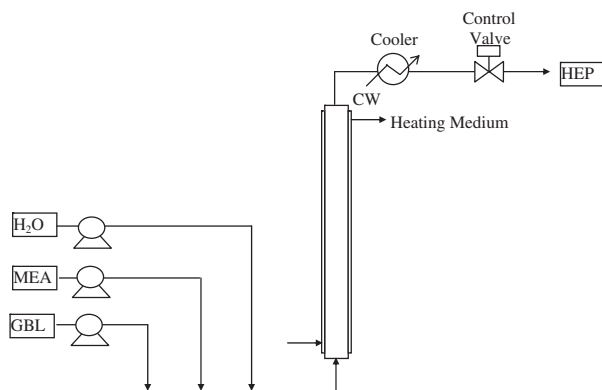 Control
Valve
Cooler
HEP
CW
Heating Medium
H₂O
MEA
GBL